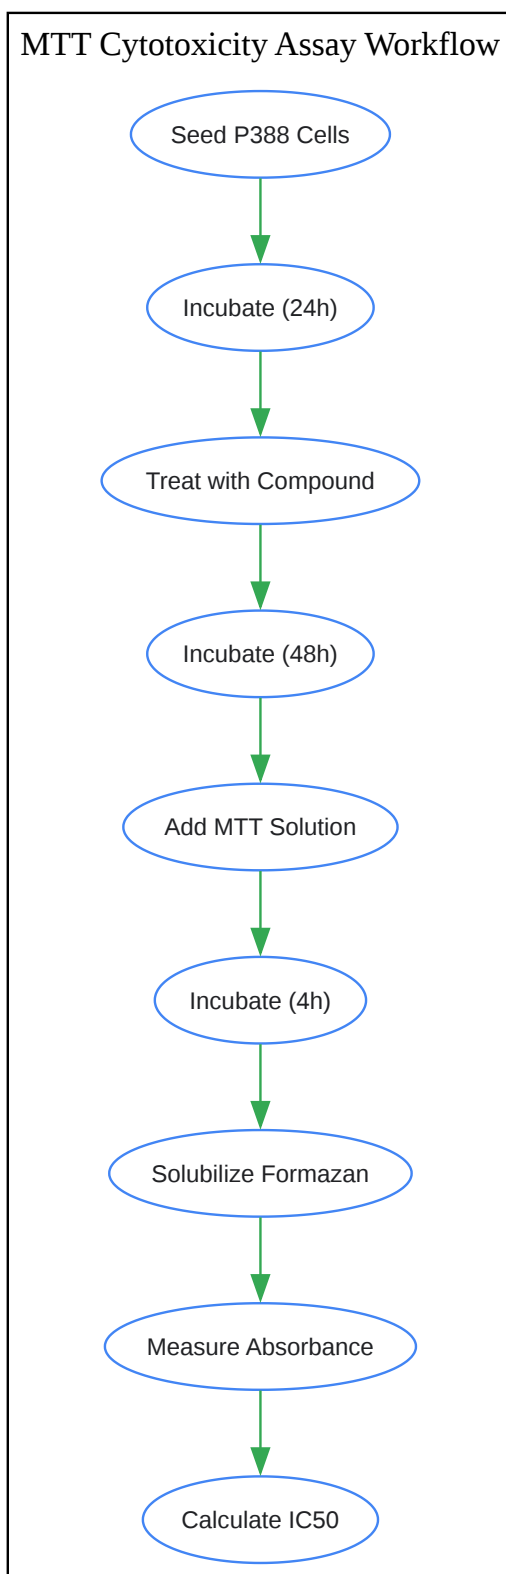 MTT Cytotoxicity Assay Workflow
Seed P388 Cells
Incubate (24h)
Treat with Compound
Incubate (48h)
Add MTT Solution
Incubate (4h)
Solubilize Formazan
Measure Absorbance
Calculate IC50